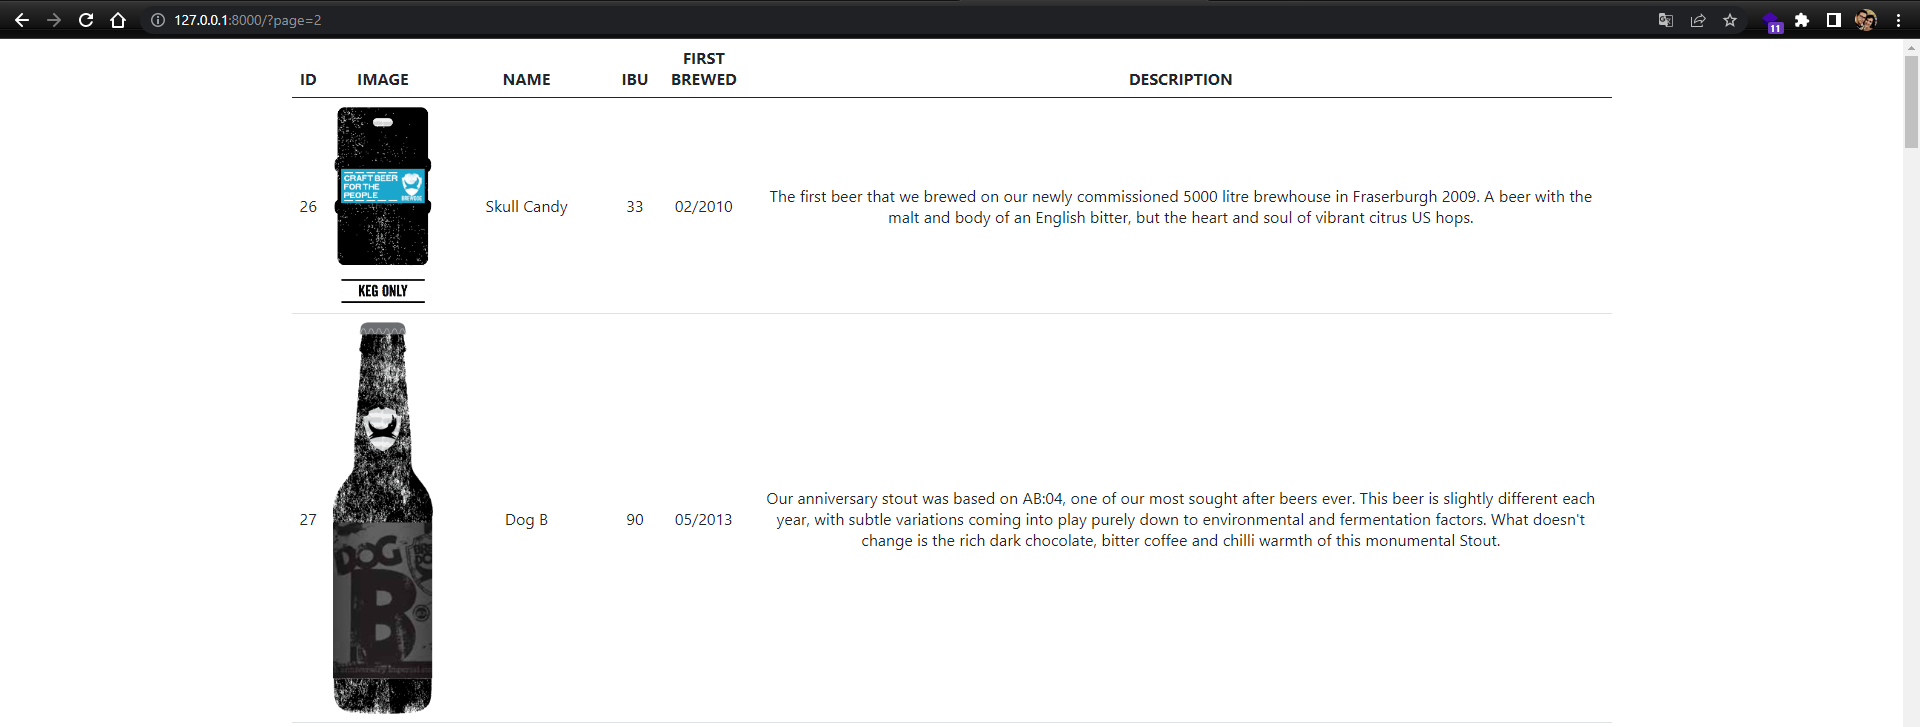 127.0.0.1:8000/?page=2
11
ID IMAGE NAME IBU FIRST BREWED DESCRIPTION
26
CRAFT BEER
FOR THE
PEOPLE
BREWDOG
KEG ONLY
Skull Candy
33
02/2010
The first beer that we brewed on our newly commissioned 5000 litre brewhouse in Fraserburgh 2009. A beer with the
malt and body of an English bitter, but the heart and soul of vibrant citrus US hops.
27
DOG
B
Dog B
90
05/2013
Our anniversary stout was based on AB:04, one of our most sought after beers ever. This beer is slightly different each
year, with subtle variations coming into play purely down to environmental and fermentation factors. What doesn't
change is the rich dark chocolate, bitter coffee and chilli warmth of this monumental Stout.